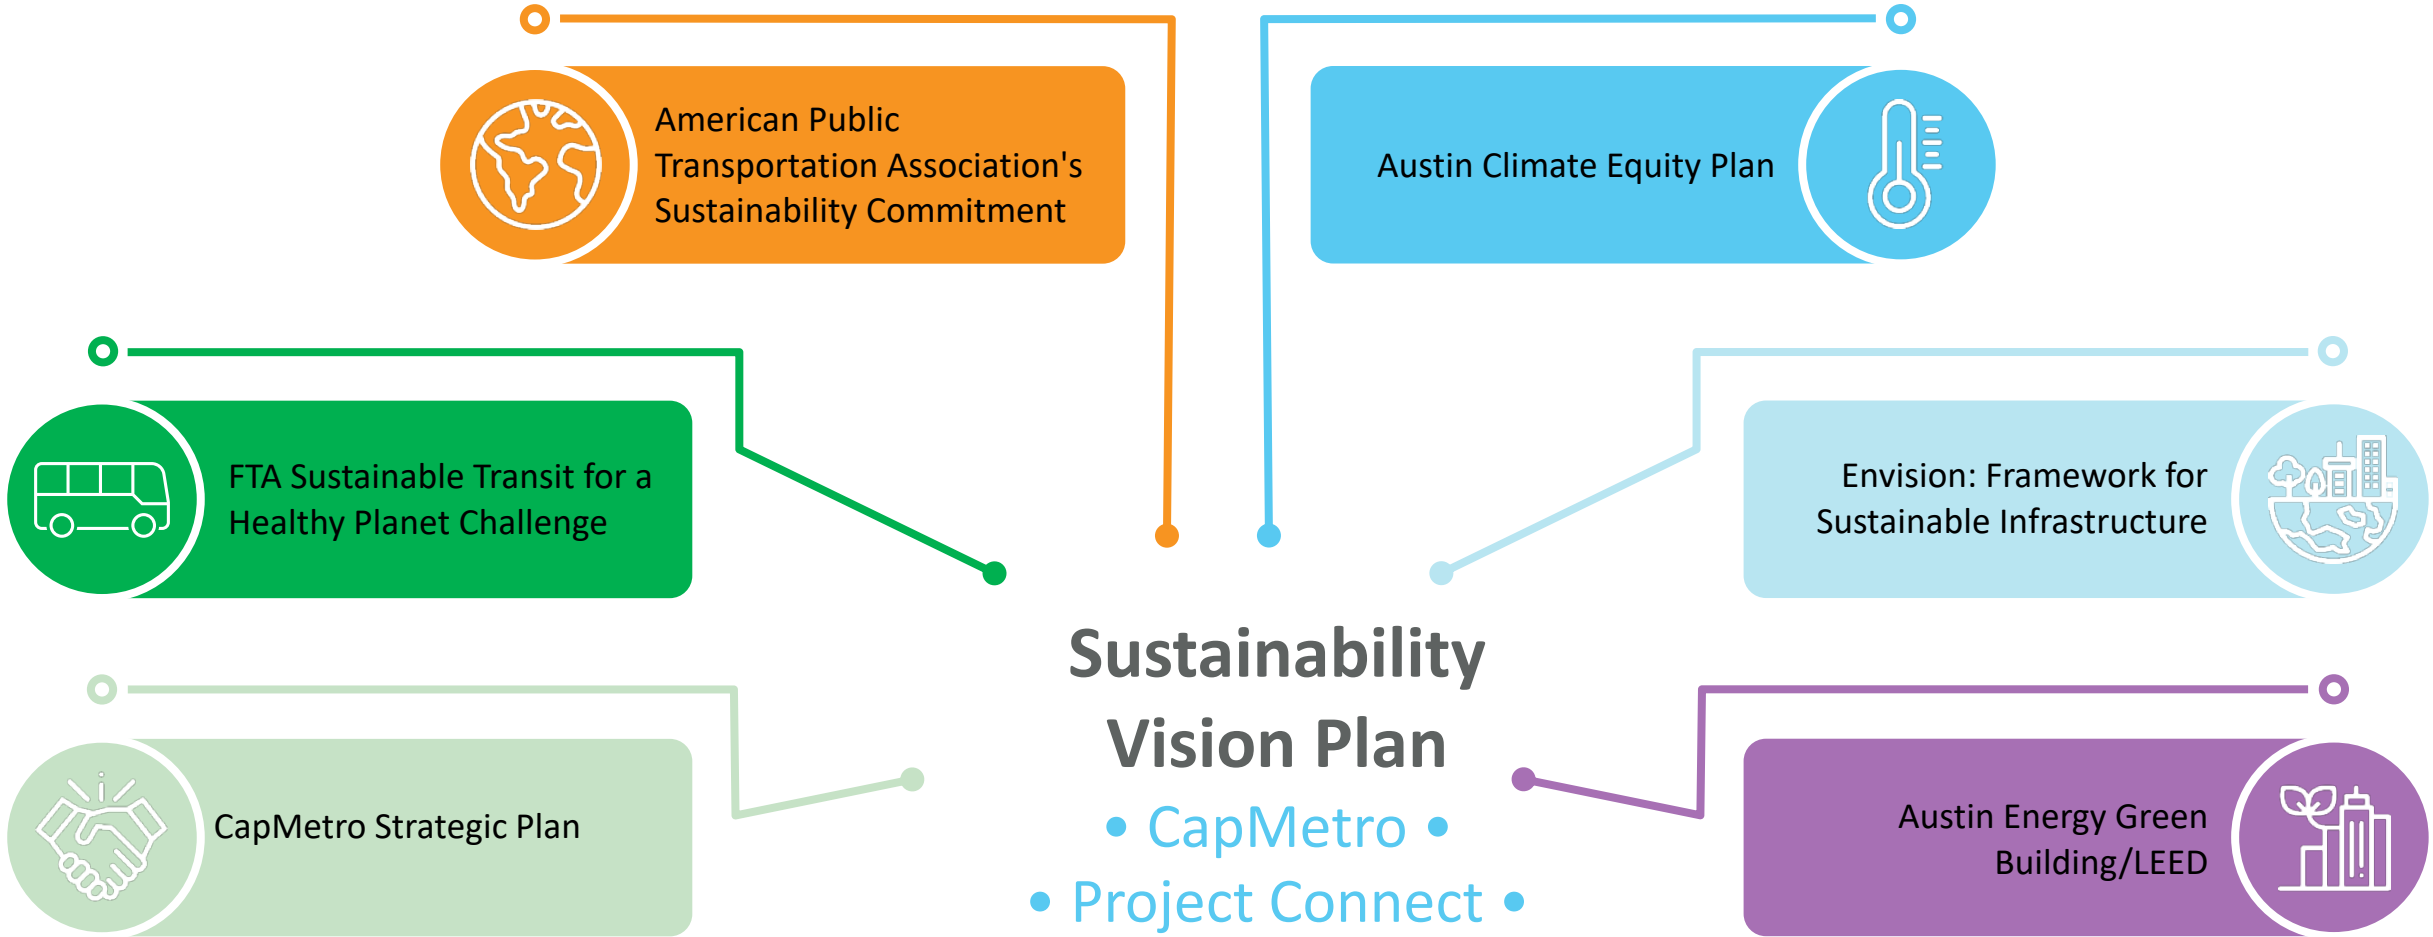 American Public
Transportation Association's
Sustainability Commitment
Austin Climate Equity Plan
FTA Sustainable Transit for a
Healthy Planet Challenge
Envision: Framework for
Sustainable Infrastructure
CapMetro Strategic Plan
Austin Energy Green
Building/LEED
Sustainability
Vision Plan
• CapMetro •
• Project Connect •